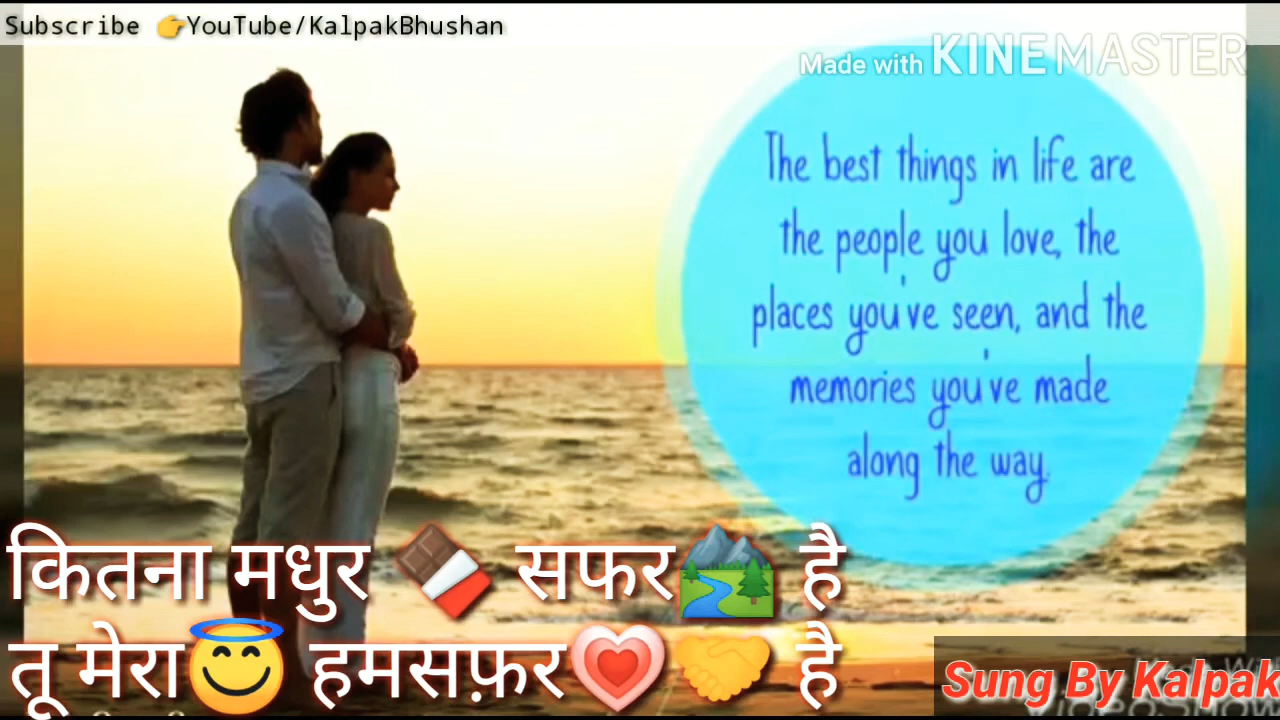 Subscribe 👉YouTube/KalpakBhushan
Made with KINEMASTER
The best things in life are
the people you love, the
places you've seen, and the
memories you've made
along the way.
कितना मधुर 🍫 सफर🏞️ है
तू मेरा😇 हमसफ़र💗🤝 है
Sung By Kalpak